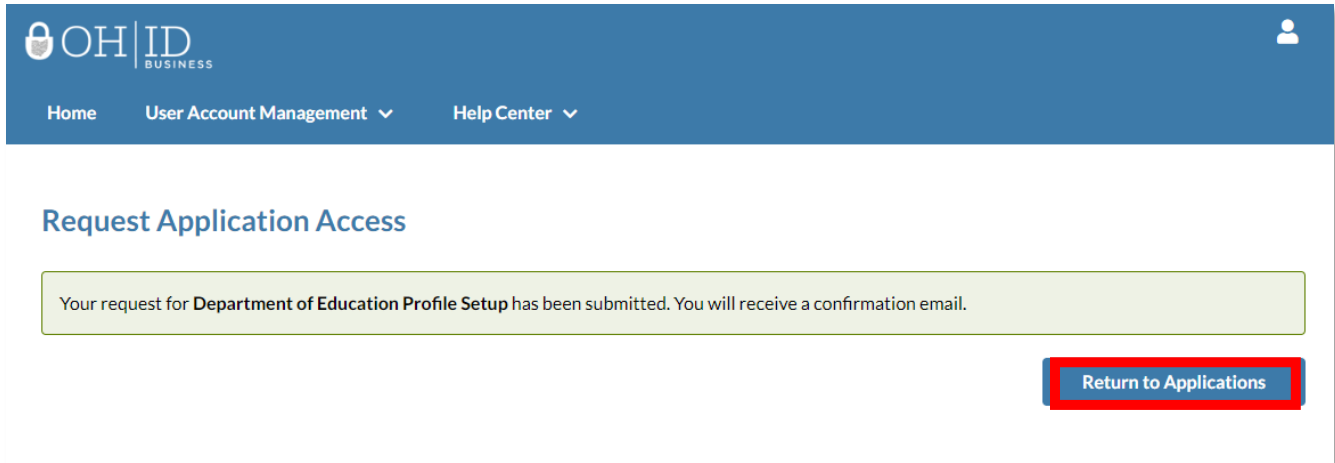 OH|ID
BUSINESS
Home User Account Management Help Center
Request Application Access
Your request for Department of Education Profile Setup has been submitted. You will receive a confirmation email.
Return to Applications